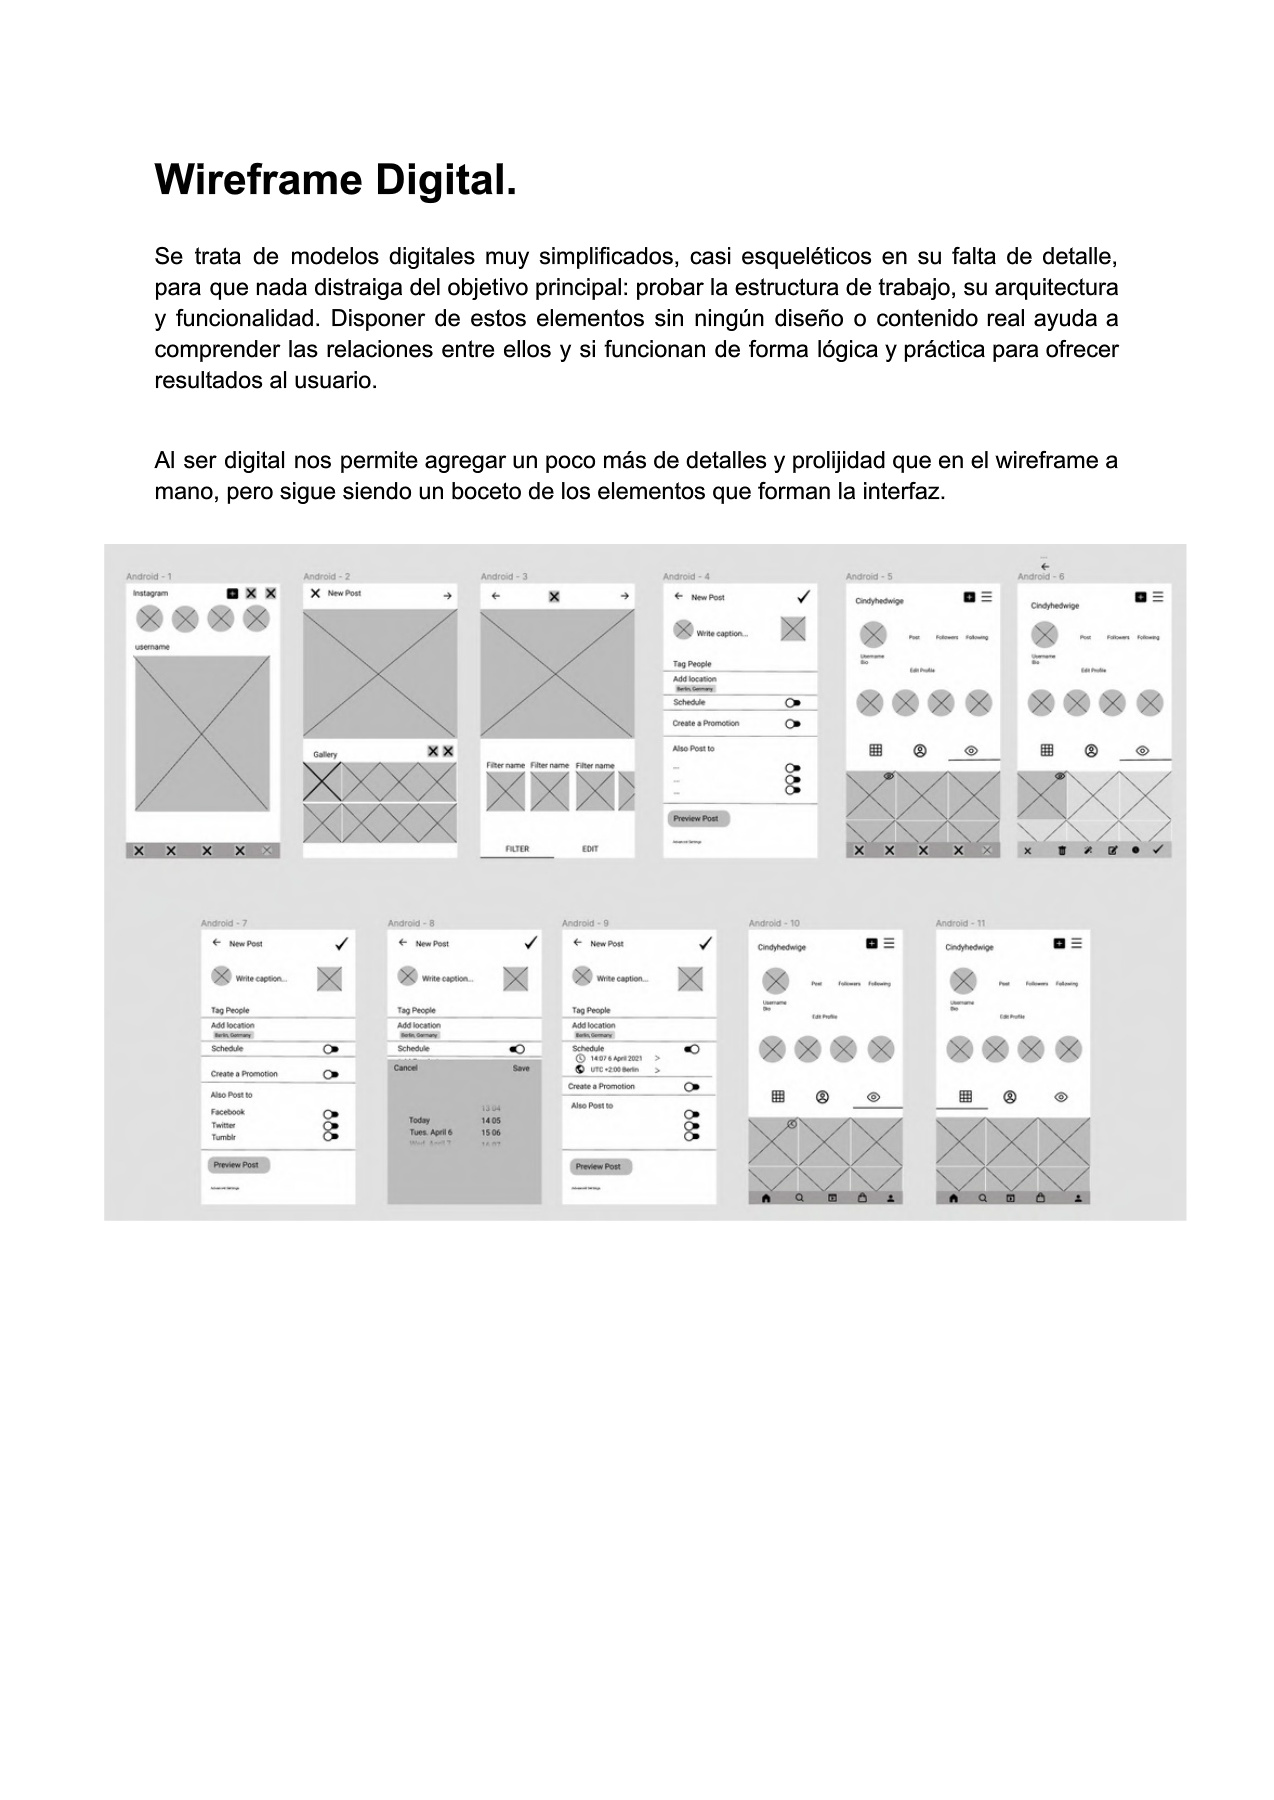 Wireframe Digital.
Se trata de modelos digitales muy simplificados, casi esqueléticos en su falta de detalle,
para que nada distraiga del objetivo principal: probar la estructura de trabajo, su arquitectura
y funcionalidad. Disponer de estos elementos sin ningún diseño o contenido real ayuda a
comprender las relaciones entre ellos y si funcionan de forma lógica y práctica para ofrecer
resultados al usuario.
Al ser digital nos permite agregar un poco más de detalles y prolijidad que en el wireframe a
mano, pero sigue siendo un boceto de los elementos que forman la interfaz.
Android - 1
Instagram
username
Android - 2
New Post
Gallery
Android - 3
Filter name Filter name Filter name
FILTER EDIT
Android - 4
New Post
Write caption...
Tag People
Add location
Berlin, Germany
Schedule
Create a Promotion
Also Post to
...
...
...
Preview Post
Advanced Settings
Android - 5
Cindyhedwige
Post Followers Following
Username
Bio
Edit Profile
Android - 6
Cindyhedwige
Post Followers Following
Username
Bio
Edit Profile
Android - 7
New Post
Write caption...
Tag People
Add location
Berlin, Germany
Schedule
Create a Promotion
Also Post to
Facebook
Twitter
Tumblr
Preview Post
Advanced Settings
Android - 8
New Post
Write caption...
Tag People
Add location
Berlin, Germany
Schedule
Cancel Save
13 04
Today 14 05
Tues. April 6 15 06
Wed. April 7 16 07
Android - 9
New Post
Write caption...
Tag People
Add location
Berlin, Germany
Schedule
14:07 6 April 2021 >
UTC +2:00 Berlin >
Create a Promotion
Also Post to
Preview Post
Advanced Settings
Android - 10
Cindyhedwige
Post Followers Following
Username
Bio
Edit Profile
Android - 11
Cindyhedwige
Post Followers Following
Username
Bio
Edit Profile